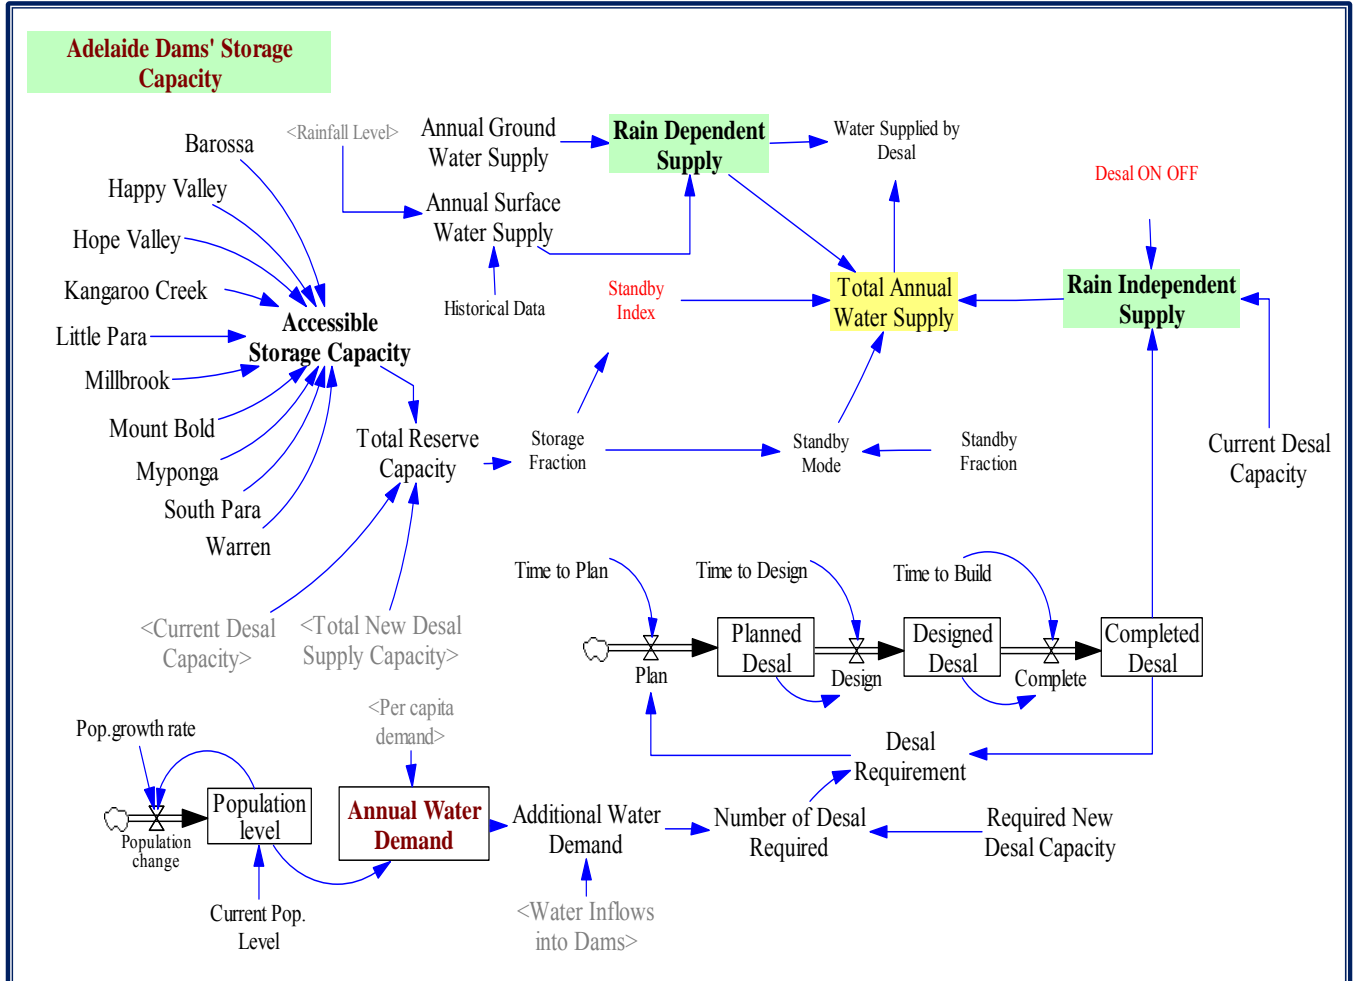 Adelaide Dams' Storage
Capacity
Barossa
Happy Valley
Hope Valley
Kangaroo Creek
Little Para
Millbrook
Mount Bold
Myponga
South Para
Warren
Accessible
Storage Capacity
<Rainfall Level>
Annual Ground
Water Supply
Annual Surface
Water Supply
Historical Data
Rain Dependent
Supply
Water Supplied by
Desal
Desal ON OFF
Standby
Index
Total Annual
Water Supply
Rain Independent
Supply
Total Reserve
Capacity
Storage
Fraction
Standby
Mode
Standby
Fraction
Current Desal
Capacity
<Current Desal
Capacity>
<Total New Desal
Supply Capacity>
Time to Plan
Time to Design
Time to Build
Plan
Planned
Desal
Design
Designed
Desal
Complete
Completed
Desal
Desal
Requirement
Pop.growth rate
<Per capita
demand>
Population
change
Population
level
Current Pop.
Level
Annual Water
Demand
Additional Water
Demand
<Water Inflows
into Dams>
Number of Desal
Required
Required New
Desal Capacity